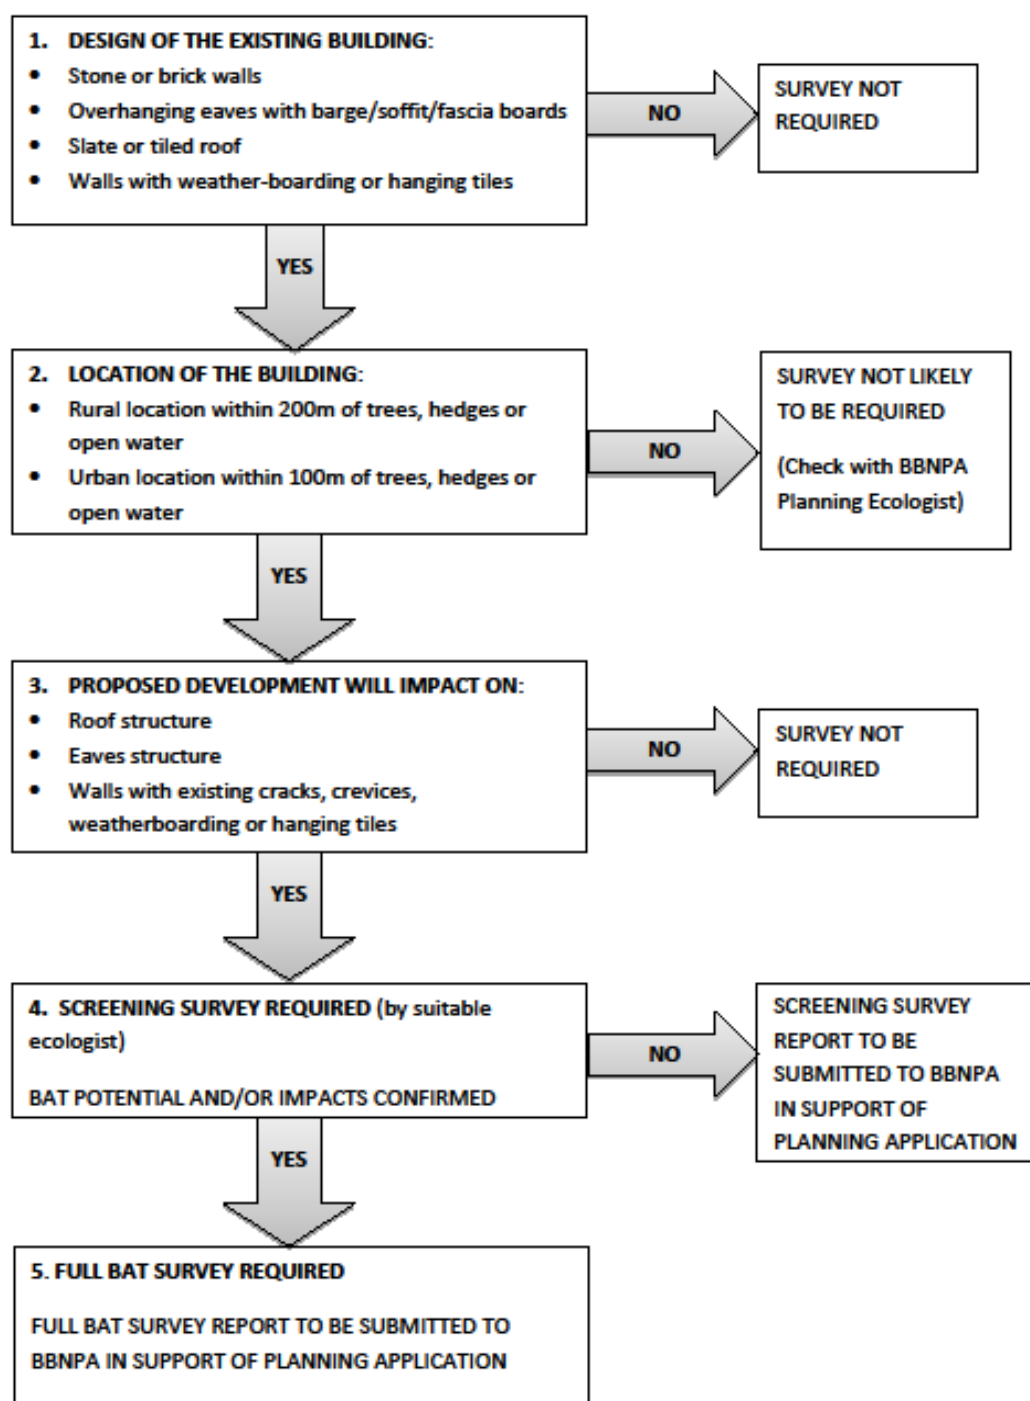 1. DESIGN OF THE EXISTING BUILDING:
• Stone or brick walls
• Overhanging eaves with barge/soffit/fascia boards
• Slate or tiled roof
• Walls with weather-boarding or hanging tiles
NO
SURVEY NOT
REQUIRED
YES
2. LOCATION OF THE BUILDING:
• Rural location within 200m of trees, hedges or
open water
• Urban location within 100m of trees, hedges or
open water
NO
SURVEY NOT LIKELY
TO BE REQUIRED
(Check with BBNPA
Planning Ecologist)
YES
3. PROPOSED DEVELOPMENT WILL IMPACT ON:
• Roof structure
• Eaves structure
• Walls with existing cracks, crevices,
weatherboarding or hanging tiles
NO
SURVEY NOT
REQUIRED
YES
4. SCREENING SURVEY REQUIRED (by suitable
ecologist)
BAT POTENTIAL AND/OR IMPACTS CONFIRMED
NO
SCREENING SURVEY
REPORT TO BE
SUBMITTED TO BBNPA
IN SUPPORT OF
PLANNING APPLICATION
YES
5. FULL BAT SURVEY REQUIRED
FULL BAT SURVEY REPORT TO BE SUBMITTED TO
BBNPA IN SUPPORT OF PLANNING APPLICATION